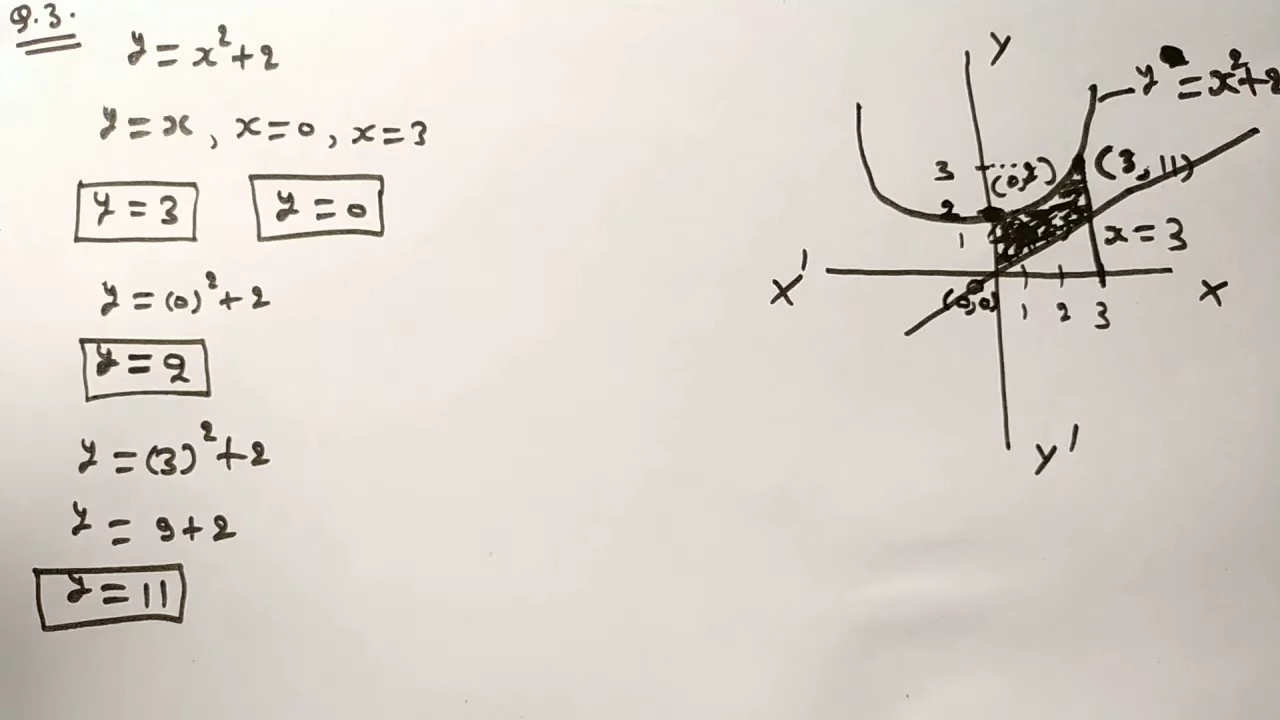 Q.3.
y = x²+2
y = x, x=0, x=3
y = 3 y = 0
y = (0)²+2
y = 2
y = (3)²+2
y = 9+2
y = 11
y
y = x²+2
3 (0,2) (3, 11)
2
1 x = 3
x' x
(0,0) 1 2 3
y'